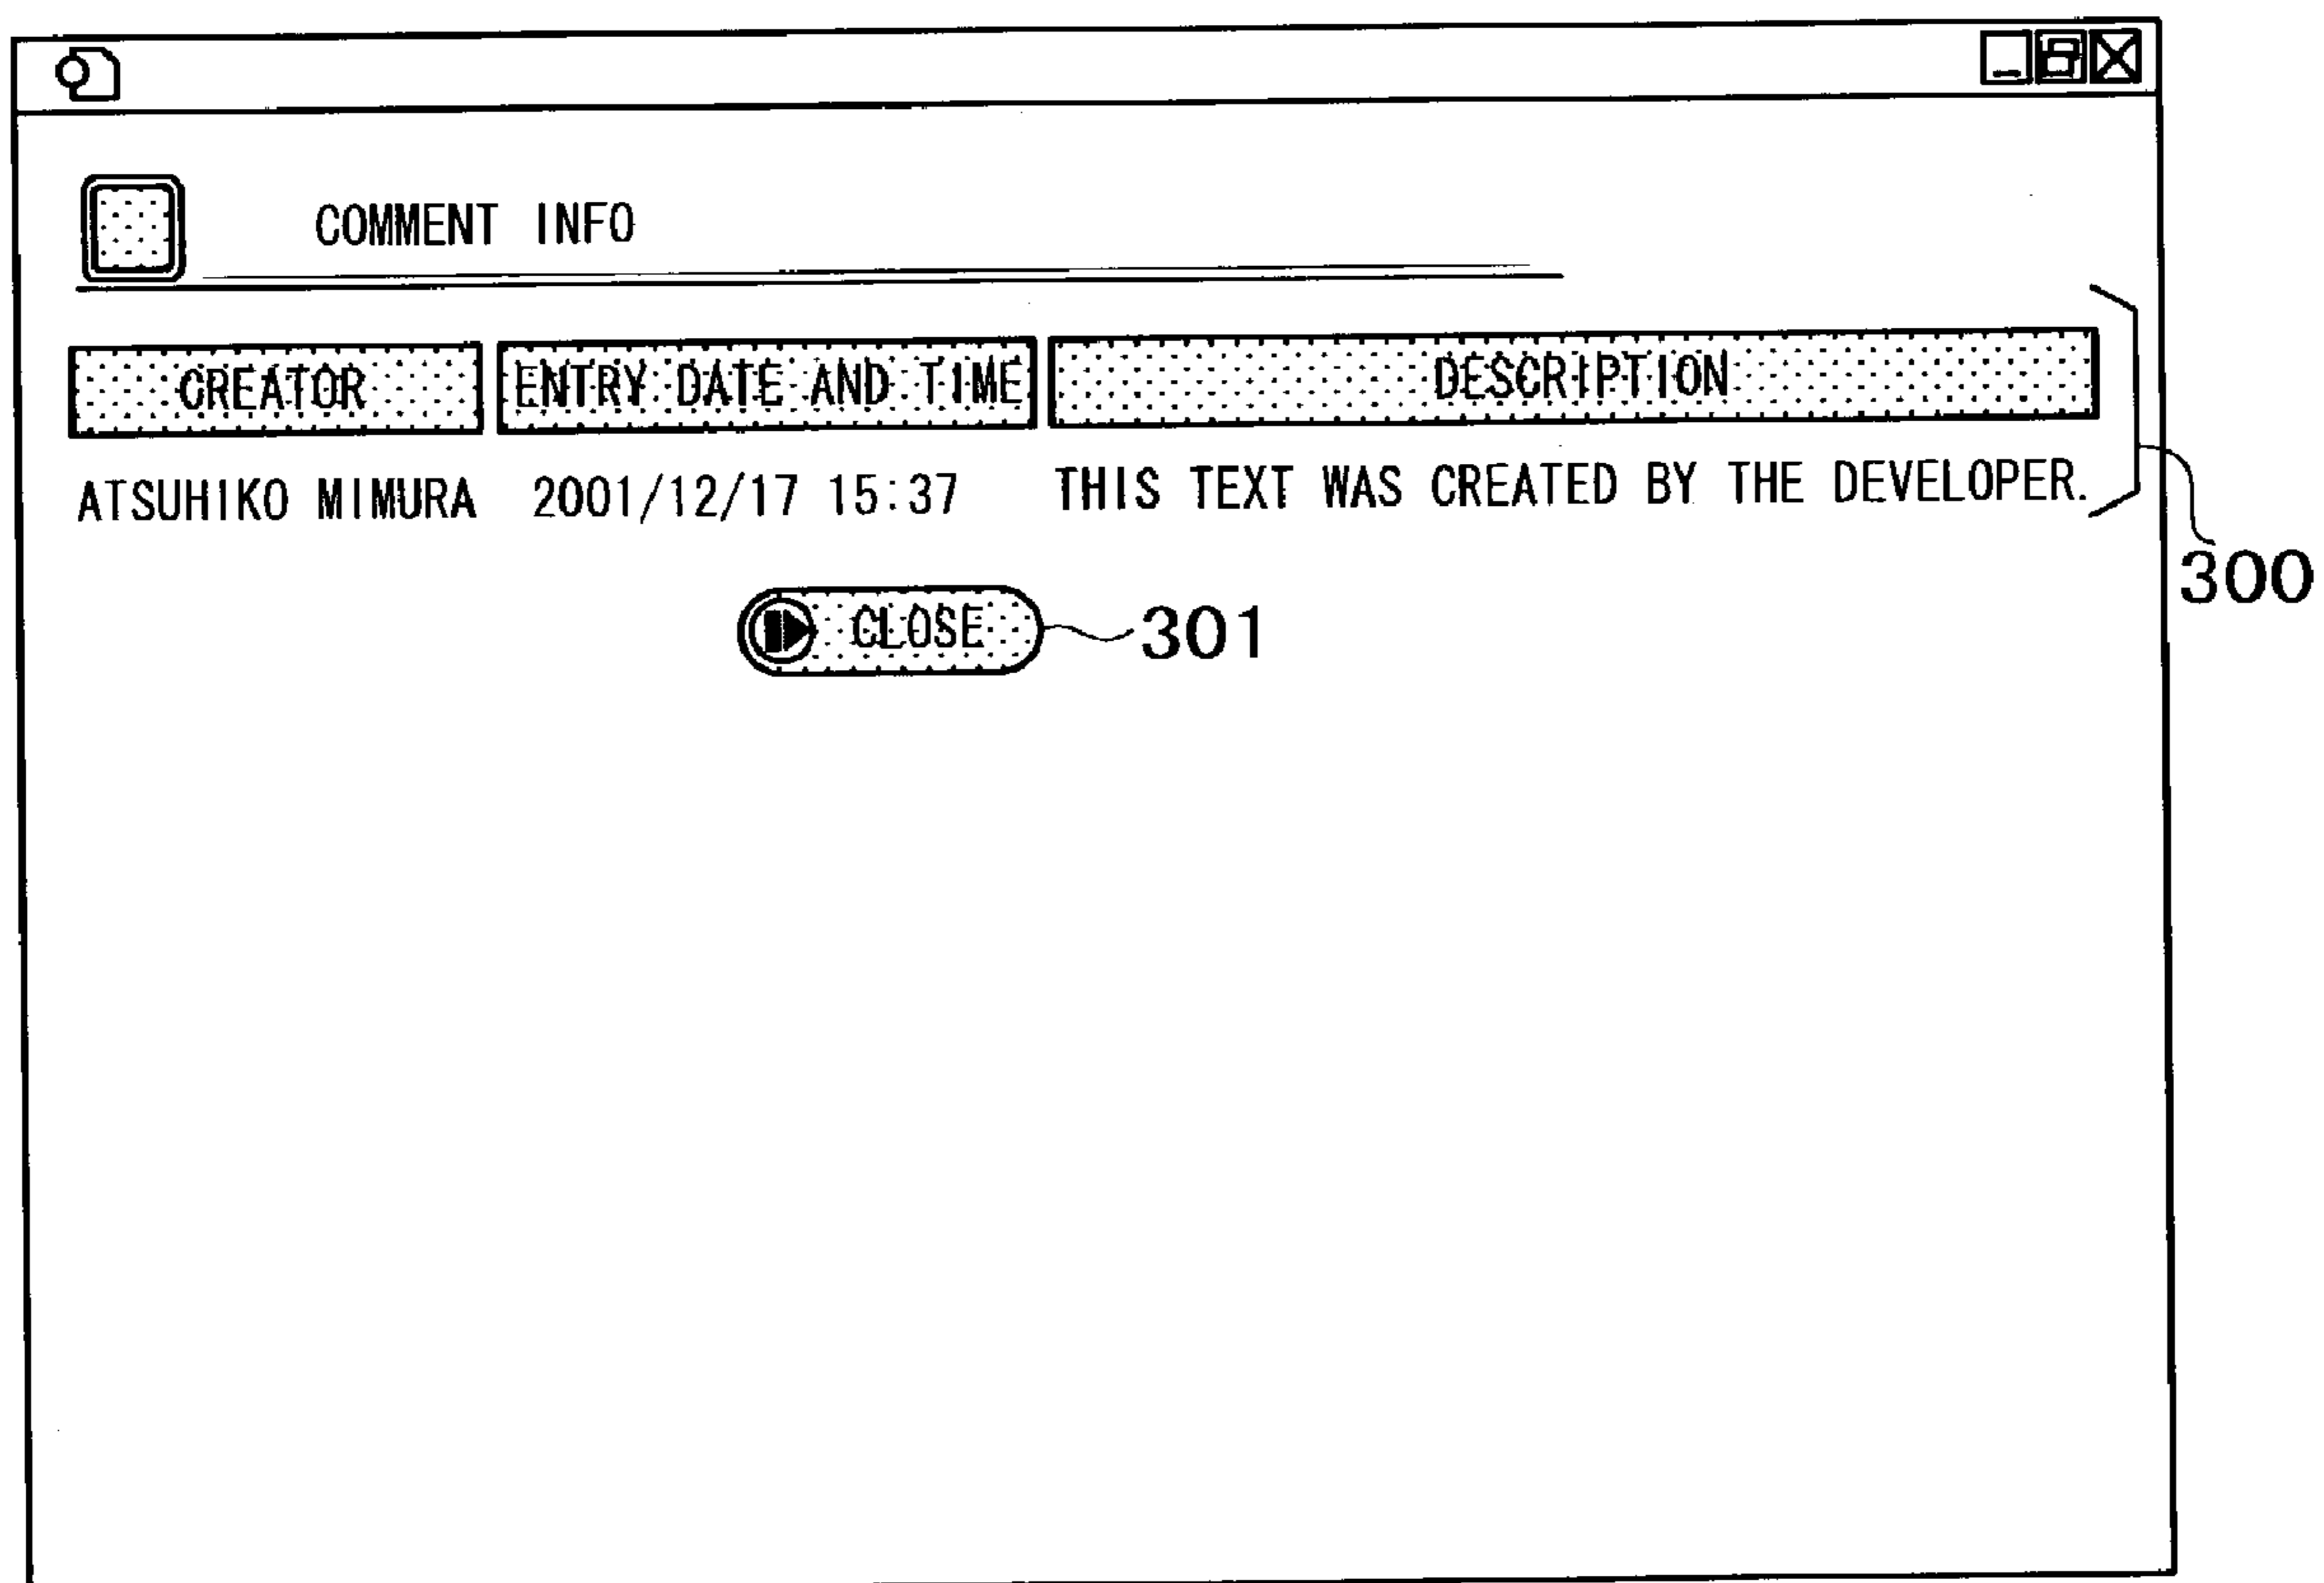 COMMENT INFO
CREATOR ENTRY DATE AND TIME DESCRIPTION
ATSUHIKO MIMURA 2001/12/17 15:37 THIS TEXT WAS CREATED BY THE DEVELOPER.
300
CLOSE 301